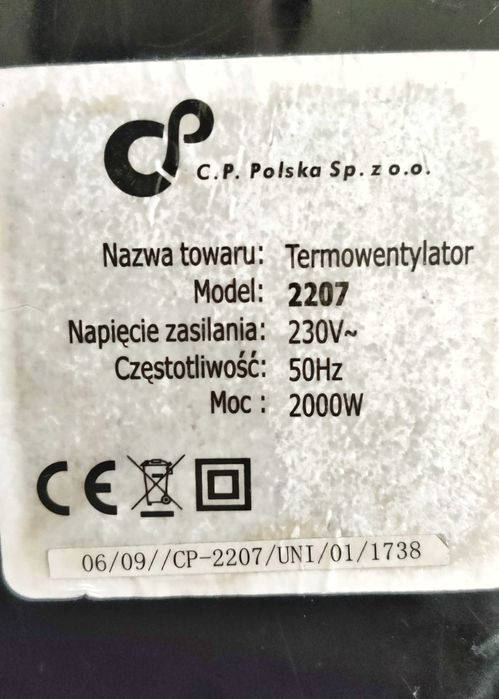 CP
C.P. Polska Sp. z o.o.
Nazwa towaru: Termowentylator
Model: 2207
Napięcie zasilania: 230V~
Częstotliwość: 50Hz
Moc : 2000W
CE
06/09//CP-2207/UNI/01/1738